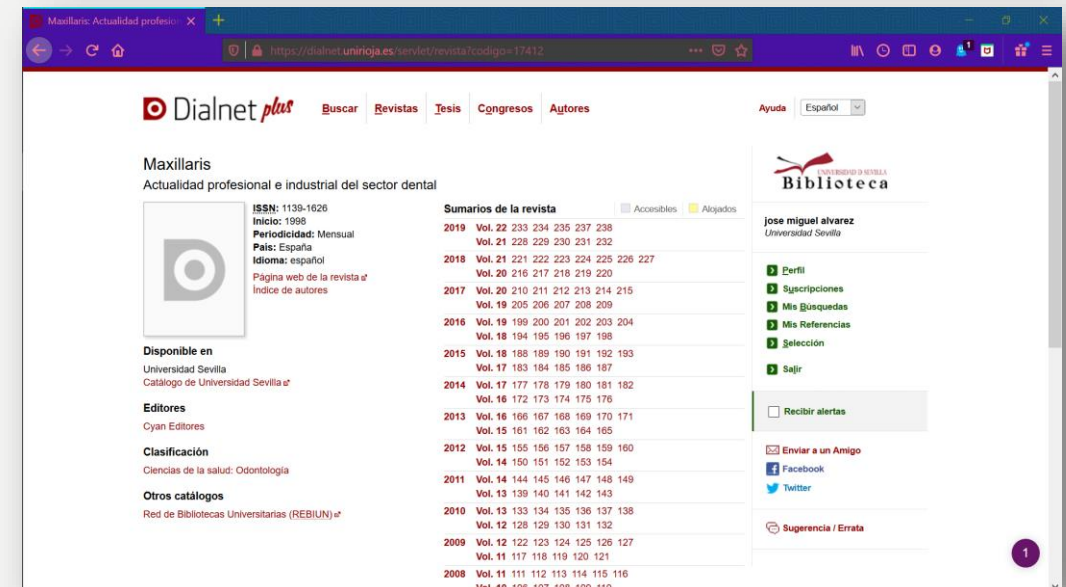 Maxillaris: Actualidad profesion
https://dialnet.unirioja.es/servlet/revista?codigo=17412
1
Dialnet plus
Buscar Revistas Tesis Congresos Autores
Ayuda Español
Maxillaris
Actualidad profesional e industrial del sector dental
ISSN: 1139-1626
Inicio: 1998
Periodicidad: Mensual
País: España
Idioma: español
Página web de la revista
Índice de autores
Disponible en
Universidad Sevilla
Catálogo de Universidad Sevilla
Editores
Cyan Editores
Clasificación
Ciencias de la salud: Odontología
Otros catálogos
Red de Bibliotecas Universitarias (REBIUN)
Sumarios de la revista Accesibles Alojados
2019 Vol. 22 233 234 235 237 238
Vol. 21 228 229 230 231 232
2018 Vol. 21 221 222 223 224 225 226 227
Vol. 20 216 217 218 219 220
2017 Vol. 20 210 211 212 213 214 215
Vol. 19 205 206 207 208 209
2016 Vol. 19 199 200 201 202 203 204
Vol. 18 194 195 196 197 198
2015 Vol. 18 188 189 190 191 192 193
Vol. 17 183 184 185 186 187
2014 Vol. 17 177 178 179 180 181 182
Vol. 16 172 173 174 175 176
2013 Vol. 16 166 167 168 169 170 171
Vol. 15 161 162 163 164 165
2012 Vol. 15 155 156 157 158 159 160
Vol. 14 150 151 152 153 154
2011 Vol. 14 144 145 146 147 148 149
Vol. 13 139 140 141 142 143
2010 Vol. 13 133 134 135 136 137 138
Vol. 12 128 129 130 131 132
2009 Vol. 12 122 123 124 125 126 127
Vol. 11 117 118 119 120 121
2008 Vol. 11 111 112 113 114 115 116
UNIVERSIDAD D SEVILLA
Biblioteca
jose miguel alvarez
Universidad Sevilla
Perfil
Suscripciones
Mis Búsquedas
Mis Referencias
Selección
Salir
Recibir alertas
Enviar a un Amigo
Facebook
Twitter
Sugerencia / Errata
1